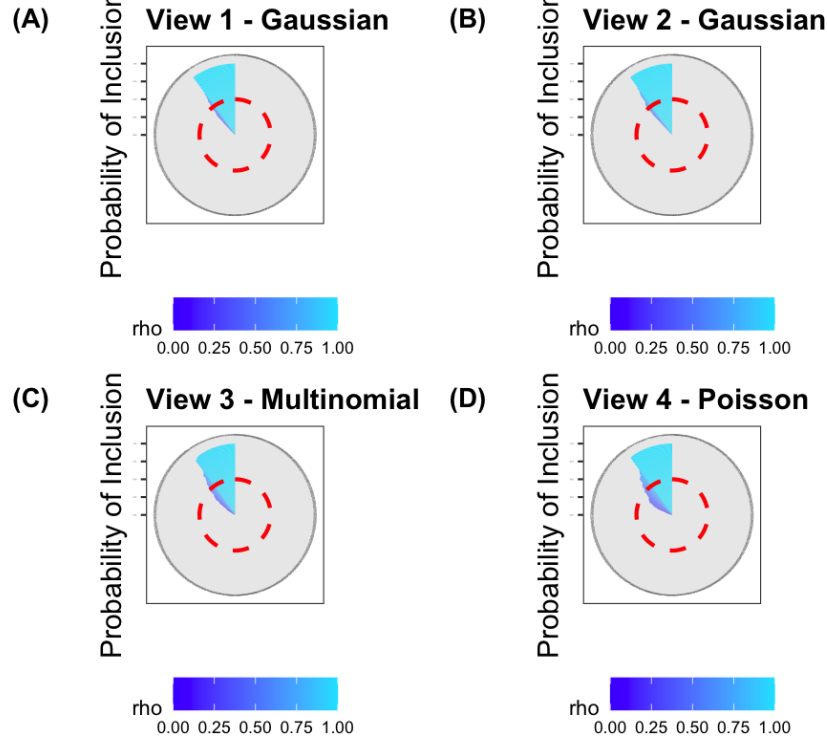 (A) View 1 - Gaussian
Probability of Inclusion
rho
0.00 0.25 0.50 0.75 1.00
(B) View 2 - Gaussian
Probability of Inclusion
rho
0.00 0.25 0.50 0.75 1.00
(C) View 3 - Multinomial
Probability of Inclusion
rho
0.00 0.25 0.50 0.75 1.00
(D) View 4 - Poisson
Probability of Inclusion
rho
0.00 0.25 0.50 0.75 1.00